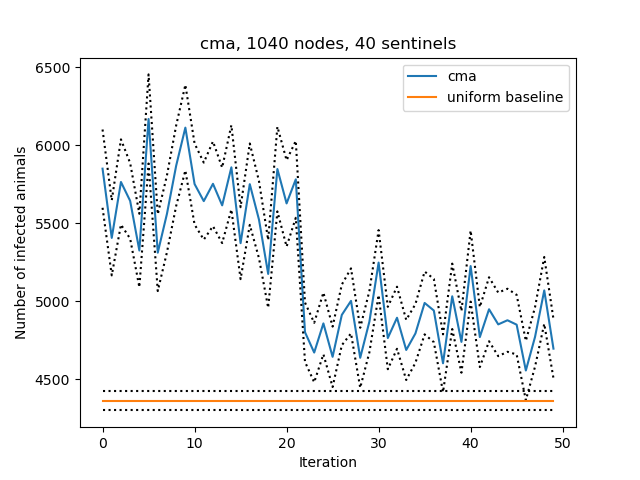 cma, 1040 nodes, 40 sentinels
cma
uniform baseline
Number of infected animals
6500
6000
5500
5000
4500
0 10 20 30 40 50
Iteration